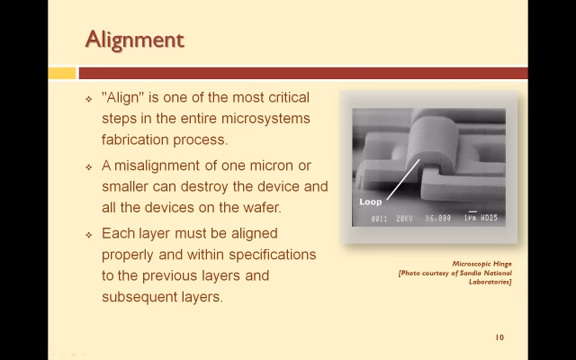 Alignment
"Align" is one of the most critical
steps in the entire microsystems
fabrication process.
A misalignment of one micron or
smaller can destroy the device and
all the devices on the wafer.
Each layer must be aligned
properly and within specifications
to the previous layers and
subsequent layers.
Loop
0011 20KV X6,000 1µm WD25
Microscopic Hinge
[Photo courtesy of Sandia National
Laboratories]
10